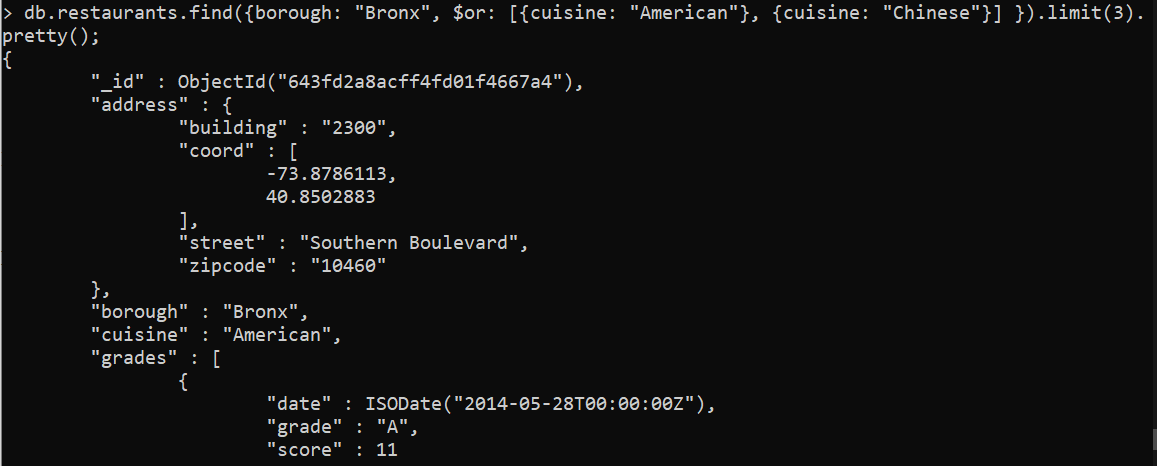 > db.restaurants.find({borough: "Bronx", $or: [{cuisine: "American"}, {cuisine: "Chinese"}] }).limit(3).
pretty();
{
        "_id" : ObjectId("643fd2a8acff4fd01f4667a4"),
        "address" : {
                "building" : "2300",
                "coord" : [
                        -73.8786113,
                        40.8502883
                ],
                "street" : "Southern Boulevard",
                "zipcode" : "10460"
        },
        "borough" : "Bronx",
        "cuisine" : "American",
        "grades" : [
                {
                        "date" : ISODate("2014-05-28T00:00:00Z"),
                        "grade" : "A",
                        "score" : 11